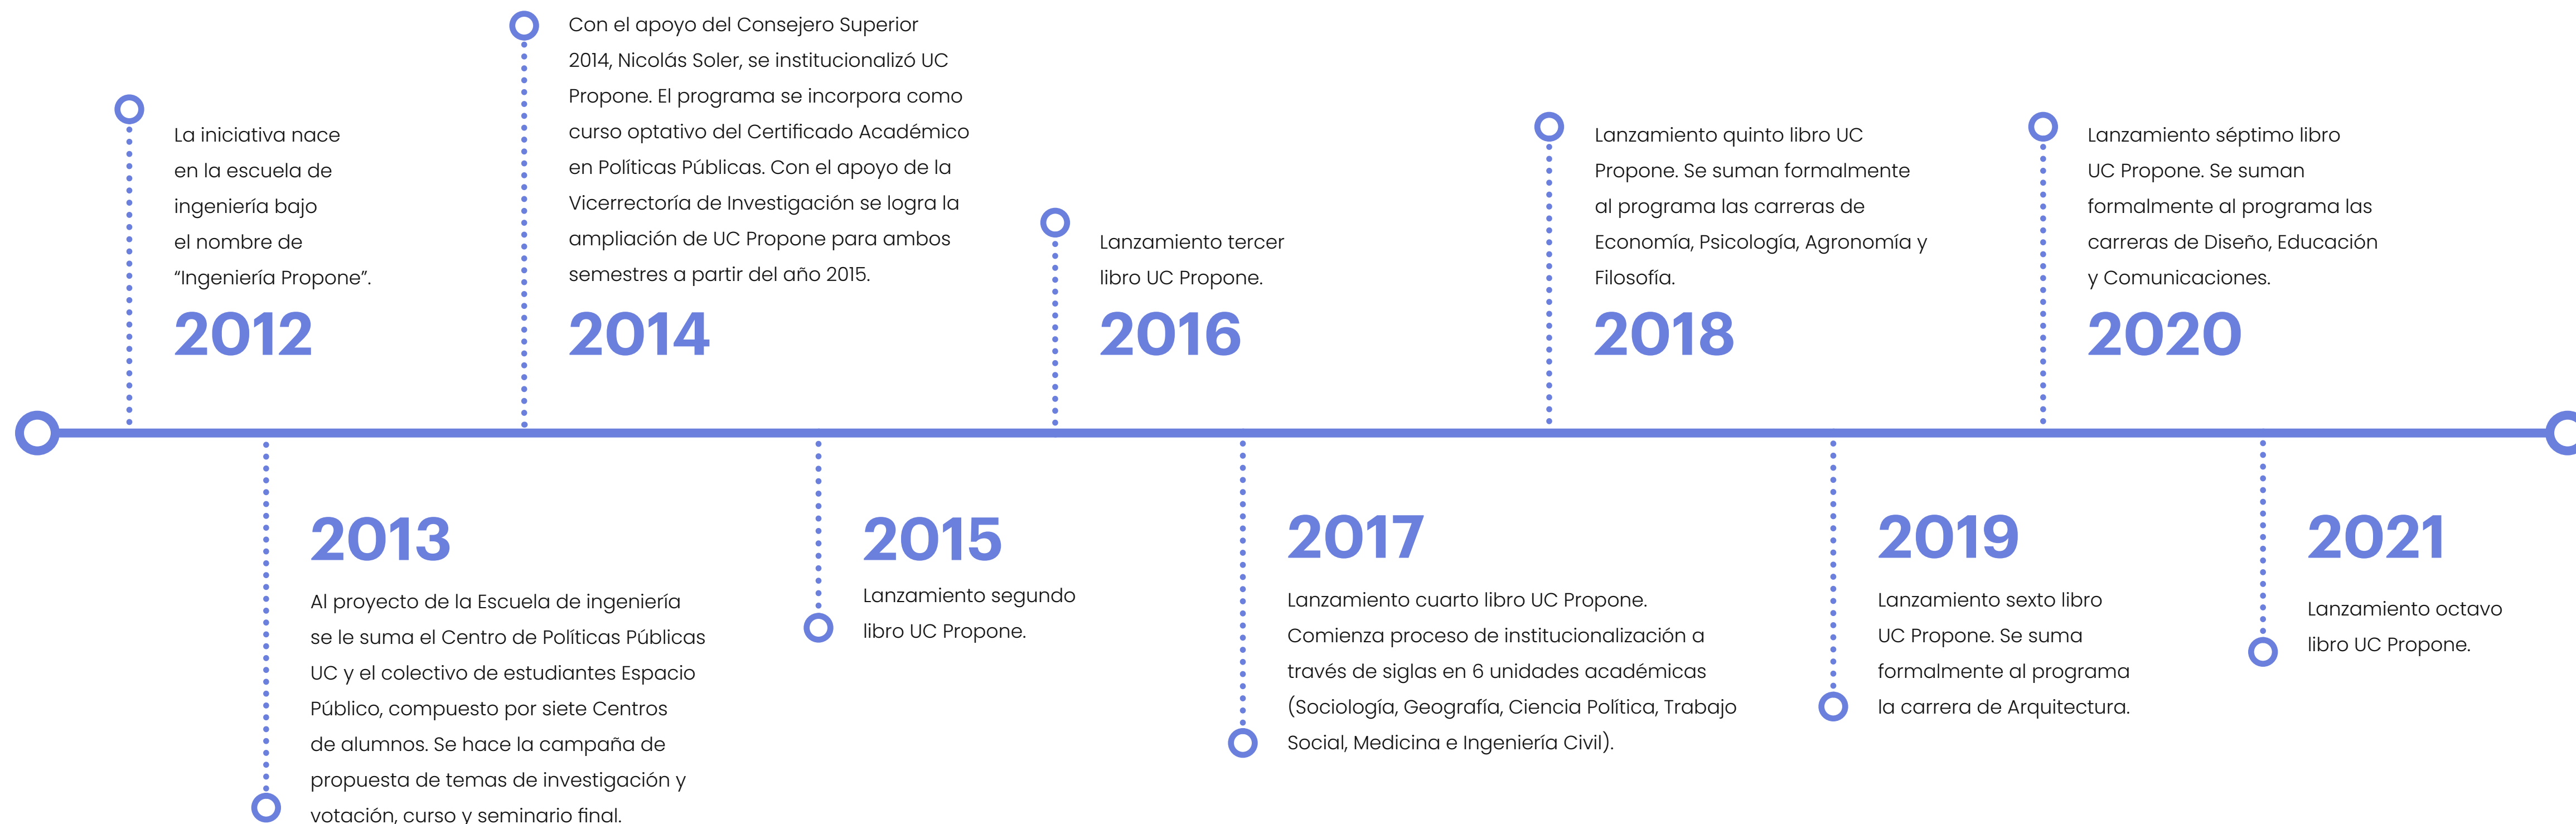 La iniciativa nace
en la escuela de
ingeniería bajo
el nombre de
“Ingeniería Propone”.
2012
Al proyecto de la Escuela de ingeniería
se le suma el Centro de Políticas Públicas
UC y el colectivo de estudiantes Espacio
Público, compuesto por siete Centros
de alumnos. Se hace la campaña de
propuesta de temas de investigación y
votación, curso y seminario final.
2013
Con el apoyo del Consejero Superior
2014, Nicolás Soler, se institucionalizó UC
Propone. El programa se incorpora como
curso optativo del Certificado Académico
en Políticas Públicas. Con el apoyo de la
Vicerrectoría de Investigación se logra la
ampliación de UC Propone para ambos
semestres a partir del año 2015.
2014
2015
Lanzamiento segundo
libro UC Propone.
Lanzamiento tercer
libro UC Propone.
2016
2017
Lanzamiento cuarto libro UC Propone.
Comienza proceso de institucionalización a
través de siglas en 6 unidades académicas
(Sociología, Geografía, Ciencia Política, Trabajo
Social, Medicina e Ingeniería Civil).
Lanzamiento quinto libro UC
Propone. Se suman formalmente
al programa las carreras de
Economía, Psicología, Agronomía y
Filosofía.
2018
2019
Lanzamiento sexto libro
UC Propone. Se suma
formalmente al programa
la carrera de Arquitectura.
Lanzamiento séptimo libro
UC Propone. Se suman
formalmente al programa las
carreras de Diseño, Educación
y Comunicaciones.
2020
2021
Lanzamiento octavo
libro UC Propone.